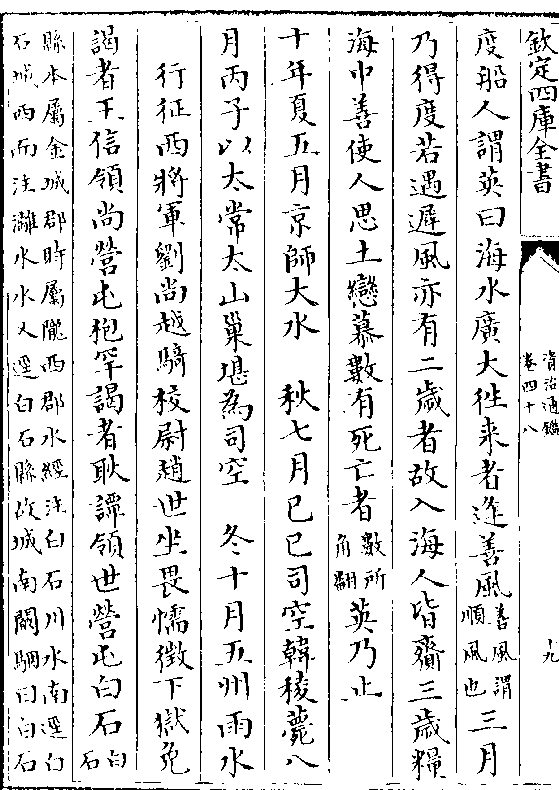 欽定四庫全書
資治通鑑
卷四十八
十九
度船人謂英曰海水廣大往来者逢善風善風謂順風也三月
乃得度若遇遲風亦有二歲者故入海人皆齎三歲糧
海中善使人思土戀慕數有死亡者數所角翻英乃止
十年夏五月京師大水　秋七月己巳司空韓稜薨八
月丙子以太常太山巢堪為司空　冬十月五州雨水
行征西將軍劉尚越騎校尉趙世坐畏懦徵下獄免
謁者王信領尚營屯枹罕謁者耿譚領世營屯白石白石
縣本屬金城郡時屬隴西郡水經注白石川水南逕白
石城西而注灕水水又逕白石縣故城南闞駰曰白石